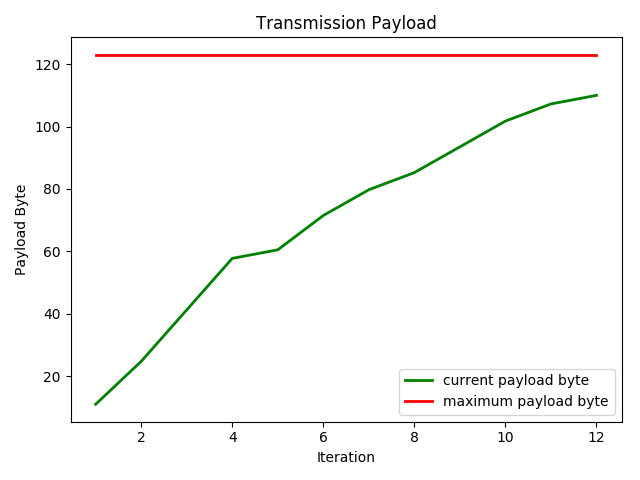 Transmission Payload
120
100
80
60
40
20
Payload Byte
current payload byte
maximum payload byte
2 4 6 8 10 12
Iteration